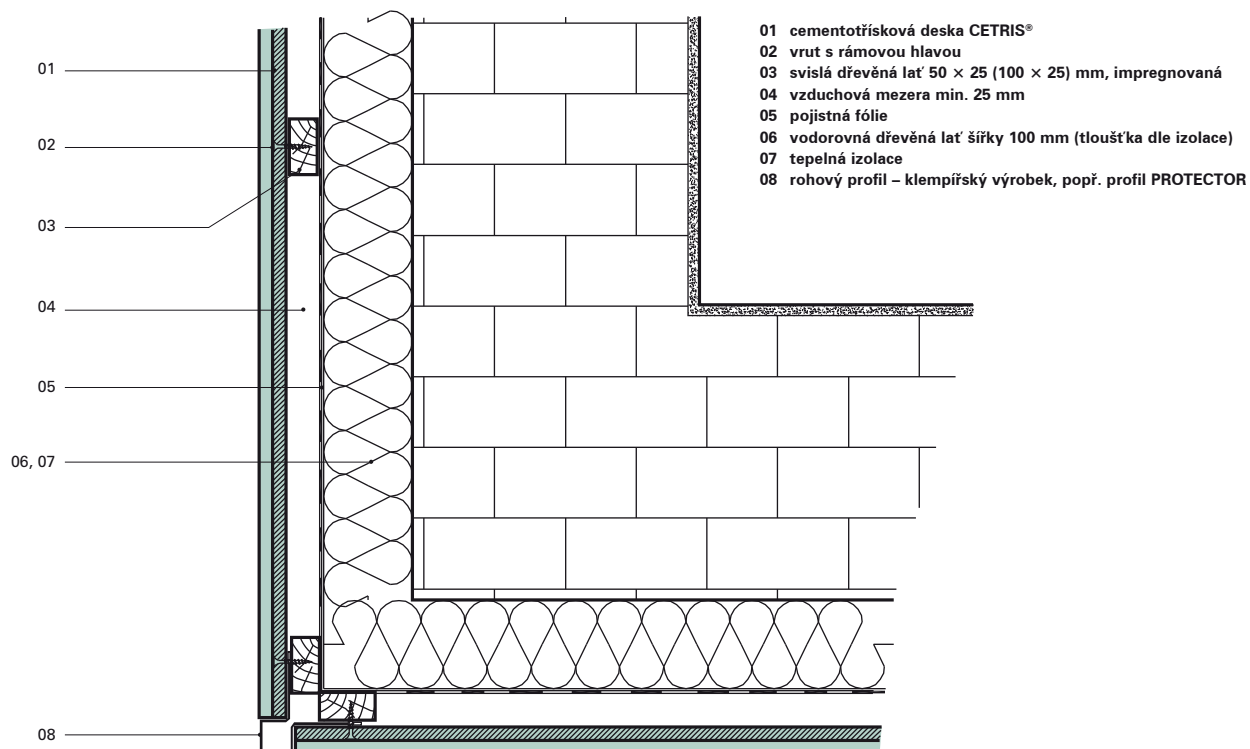 01 cementotřísková deska CETRIS®
02 vrut s rámovou hlavou
03 svislá dřevěná lať 50 × 25 (100 × 25) mm, impregnovaná
04 vzduchová mezera min. 25 mm
05 pojistná fólie
06 vodorovná dřevěná lať šířky 100 mm (tloušťka dle izolace)
07 tepelná izolace
08 rohový profil – klempířský výrobek, popř. profil PROTECTOR
01
02
03
04
05
06, 07
08